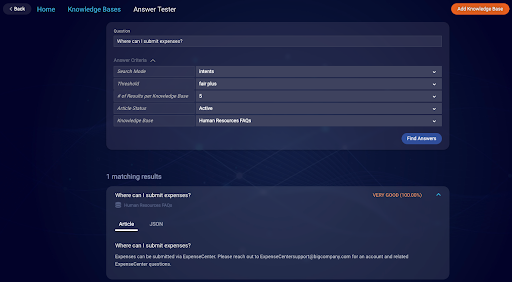 Back Home Knowledge Bases Answer Tester Add Knowledge Base
Question
Where can I submit expenses?
Answer Criteria
Search Mode Intents
Threshold fair plus
# of Results per Knowledge Base 5
Article Status Active
Knowledge Base Human Resources FAQs
Find Answers
1 matching results
Where can I submit expenses? VERY GOOD (100.00%)
Human Resources FAQs
Article JSON
Where can I submit expenses?
Expenses can be submitted via ExpenseCenter. Please reach out to ExpenseCentersupport@bigcompany.com for an account and related
ExpenseCenter questions.